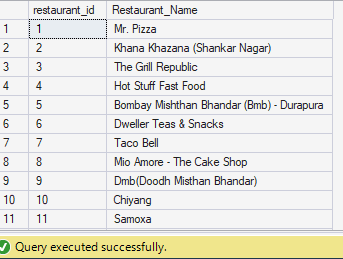 restaurant_id Restaurant_Name
1 1 Mr. Pizza
2 2 Khana Khazana (Shankar Nagar)
3 3 The Grill Republic
4 4 Hot Stuff Fast Food
5 5 Bombay Mishthan Bhandar (Bmb) - Durapura
6 6 Dweller Teas & Snacks
7 7 Taco Bell
8 8 Mio Amore - The Cake Shop
9 9 Dmb(Doodh Misthan Bhandar)
10 10 Chiyang
11 11 Samoxa
Query executed successfully.